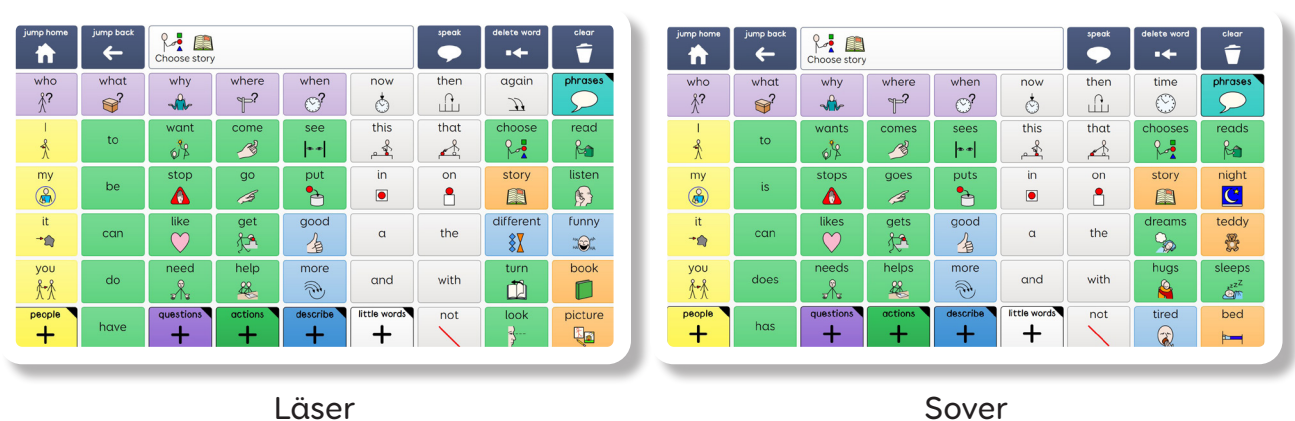 jump home jump back Choose story speak delete word clear
who what why where when now then again phrases
I to want come see this that choose read
my be stop go put in on story listen
it can like get good a the different funny
you do need help more and with turn book
people have questions actions describe little words not look picture
Läser
jump home jump back Choose story speak delete word clear
who what why where when now then time phrases
I to wants comes sees this that chooses reads
my is stops goes puts in on story night
it can likes gets good a the dreams teddy
you does needs helps more and with hugs sleeps
people has questions actions describe little words not tired bed
Sover